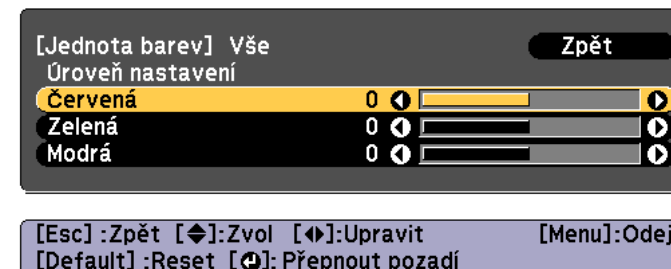 [Jednota barev] Vše Zpět
Úroveň nastavení
Červená 0
Zelená 0
Modrá 0
[Esc] :Zpět [◆]:Zvol [◆]:Upravit [Menu]:Odej
[Default] :Reset [↵]: Přepnout pozadí